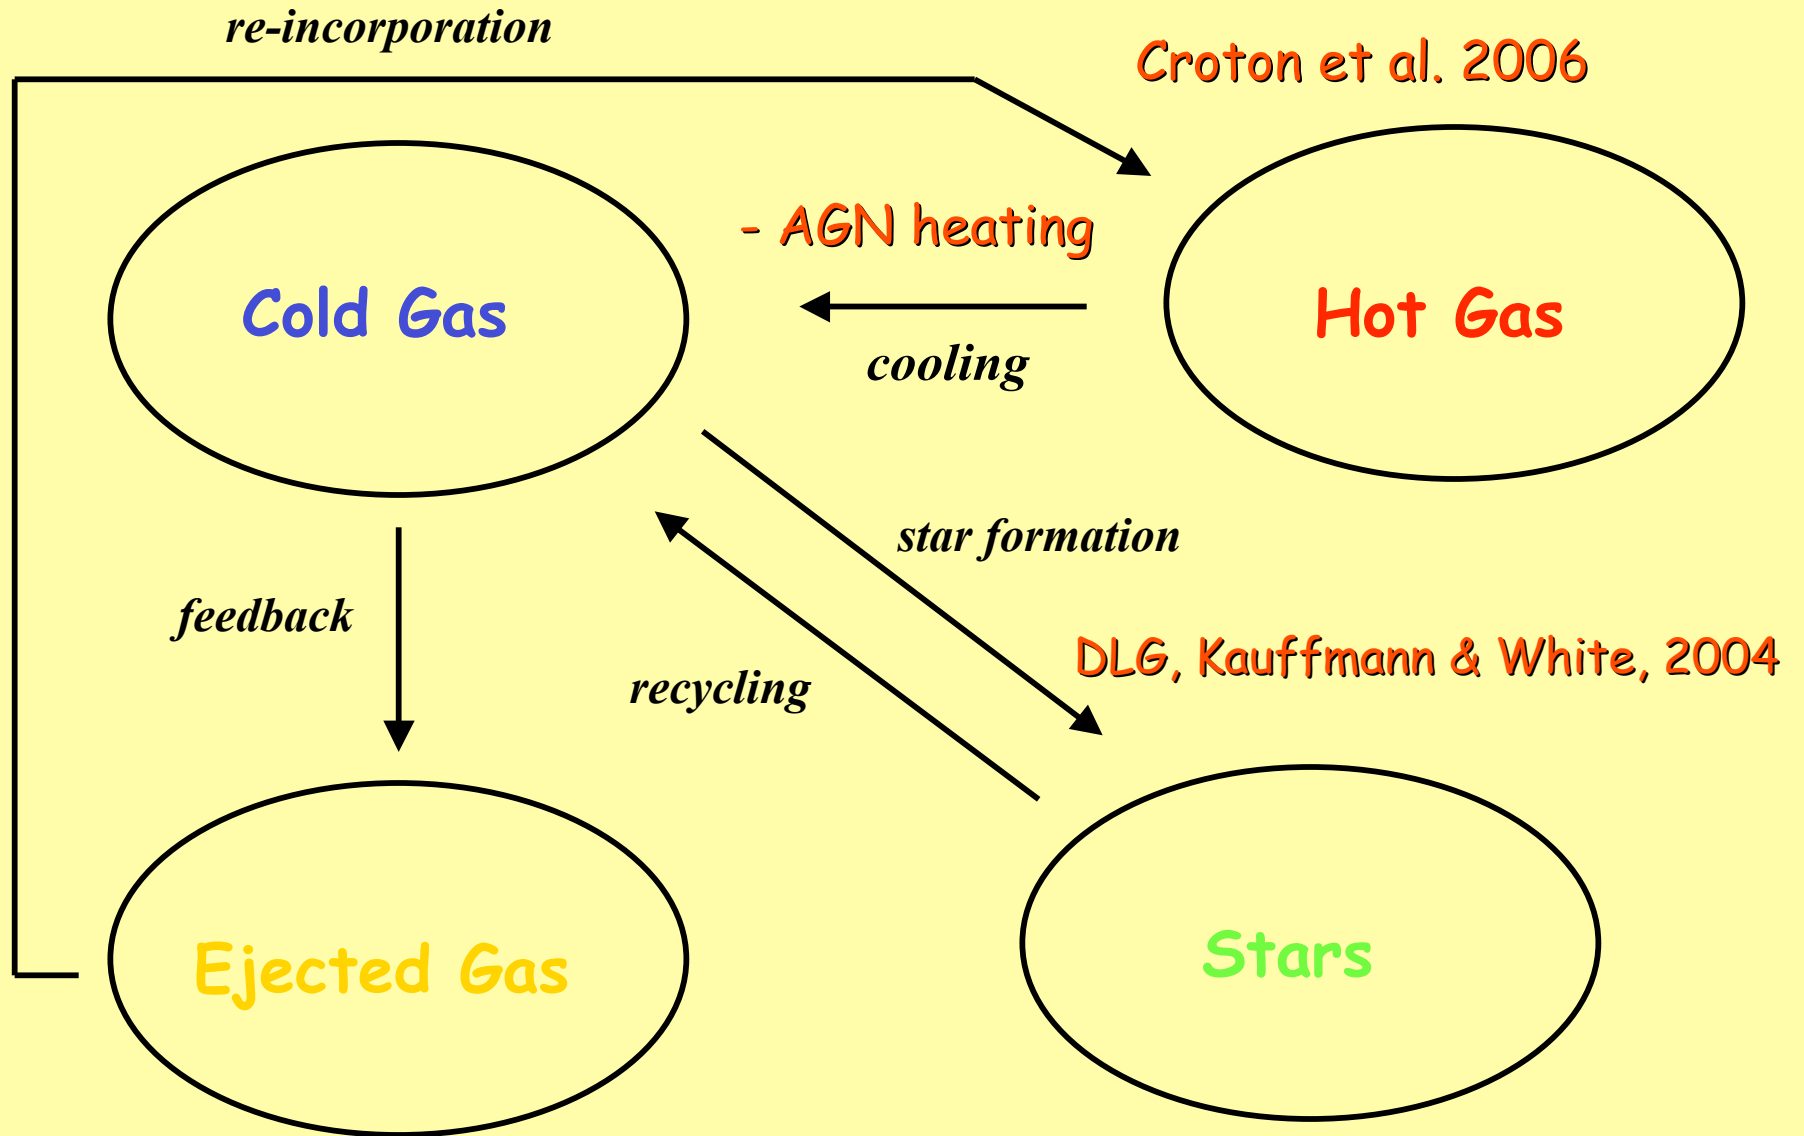 re-incorporation
Croton et al. 2006
- AGN heating
Cold Gas
Hot Gas
cooling
star formation
feedback
DLG, Kauffmann & White, 2004
recycling
Ejected Gas
Stars